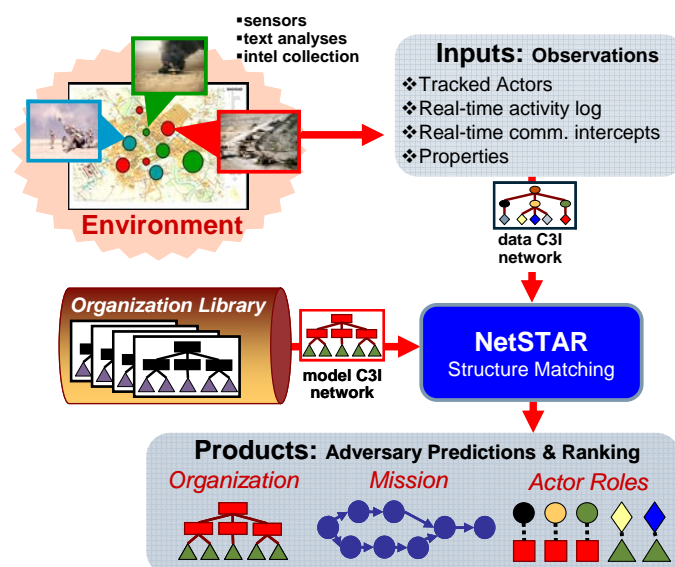 ▪sensors
▪text analyses
▪intel collection
Environment
Inputs: Observations
❖Tracked Actors
❖Real-time activity log
❖Real-time comm. intercepts
❖Properties
data C3I
network
Organization Library
model C3I
network
NetSTAR
Structure Matching
Products: Adversary Predictions & Ranking
Organization Mission Actor Roles